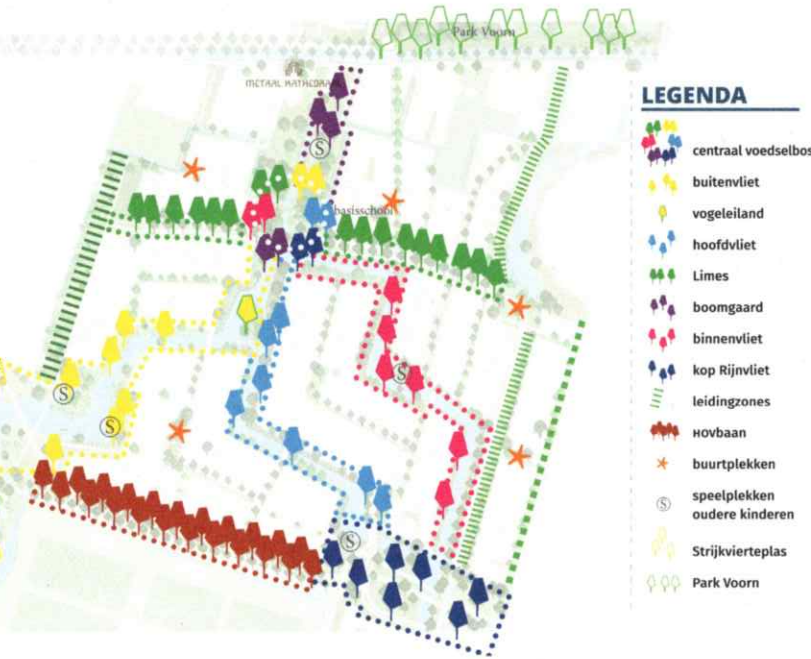 Park Voorn
METAAL KATHEDRAAL
S
basisschool
S
S
S
S
LEGENDA
centraal voedselbos
buitenvliet
vogeleiland
hoofdvliet
Limes
boomgaard
binnenvliet
kop Rijnvliet
leidingzones
HOVBAAN
buurtplekken
S
speelplekken
oudere kinderen
Strijkvierteplas
Park Voorn